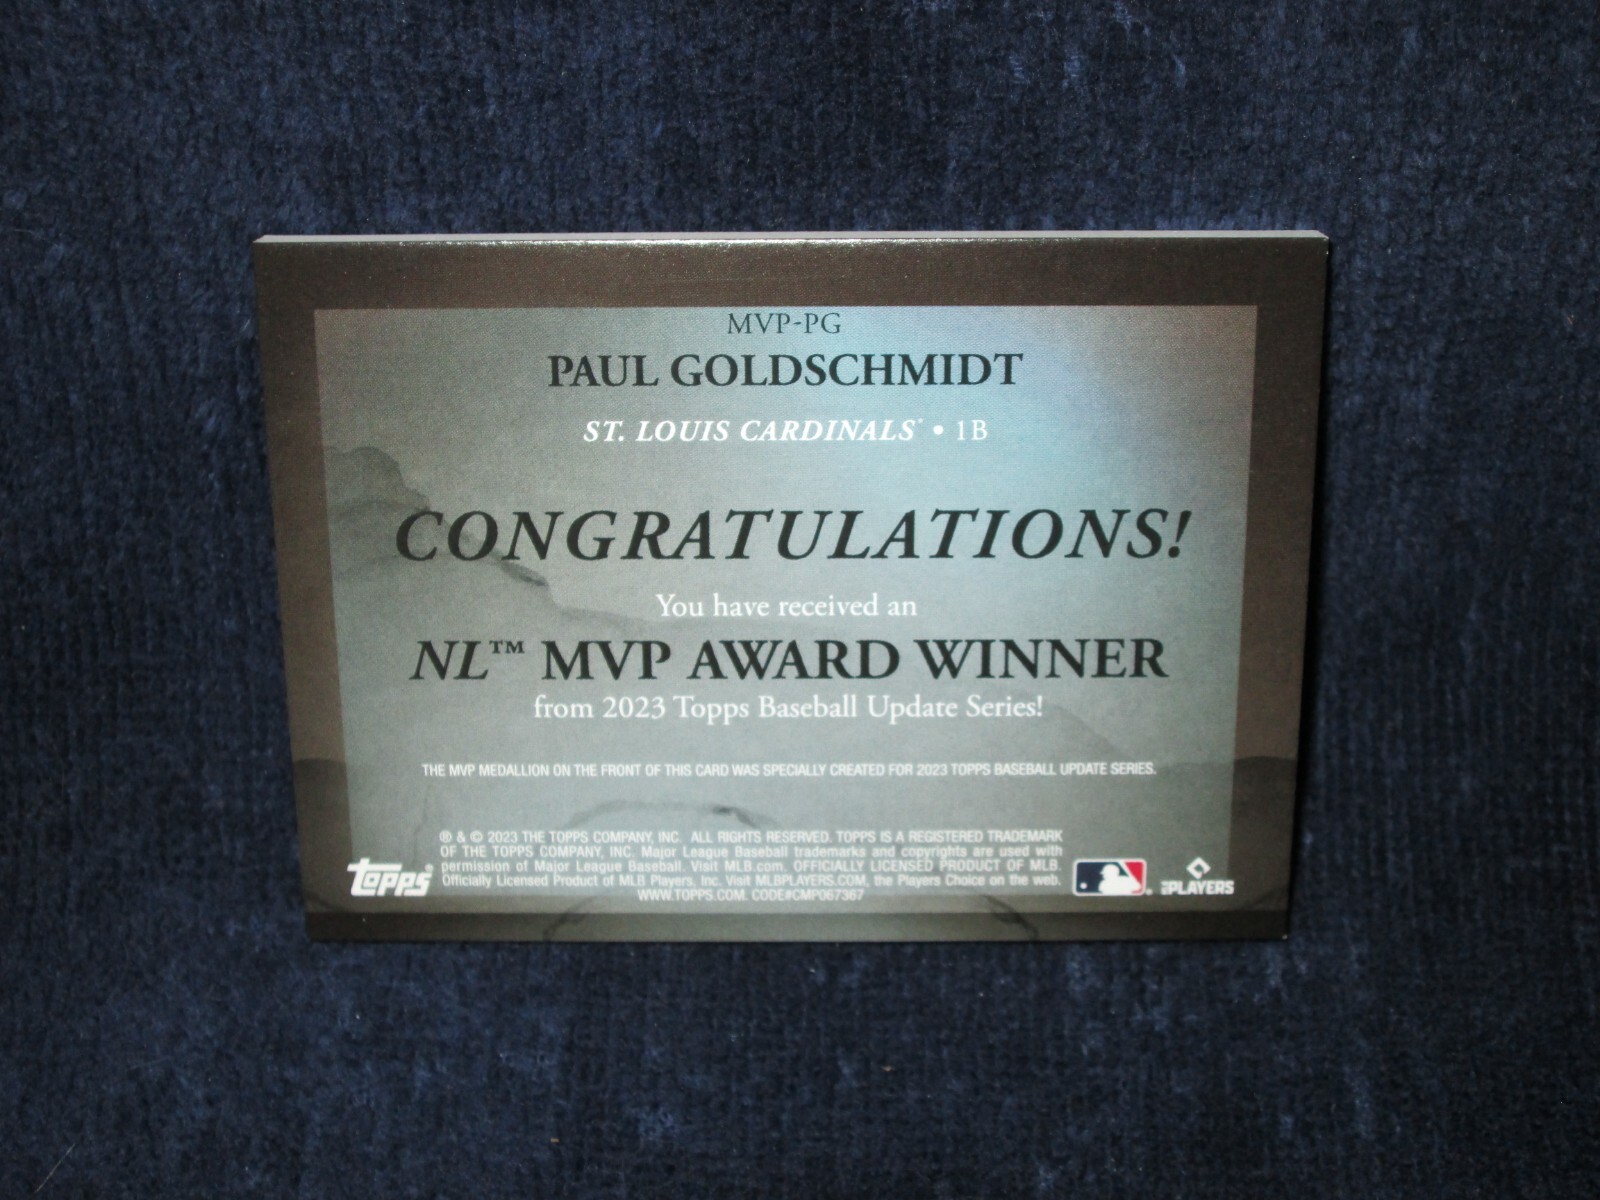 MVP-PG
PAUL GOLDSCHMIDT
ST. LOUIS CARDINALS® • 1B
CONGRATULATIONS!
You have received an
NL™ MVP AWARD WINNER
from 2023 Topps Baseball Update Series!
THE MVP MEDALLION ON THE FRONT OF THIS CARD WAS SPECIALLY CREATED FOR 2023 TOPPS BASEBALL UPDATE SERIES.
® & © 2023 THE TOPPS COMPANY, INC. ALL RIGHTS RESERVED. TOPPS IS A REGISTERED TRADEMARK
OF THE TOPPS COMPANY, INC. Major League Baseball trademarks and copyrights are used with
permission of Major League Baseball. Visit MLB.com. OFFICIALLY LICENSED PRODUCT OF MLB.
Officially Licensed Product of MLB Players, Inc. Visit MLBPLAYERS.COM, the Players Choice on the web.
WWW.TOPPS.COM. CODE#CMP067367
topps®
PLAYERS